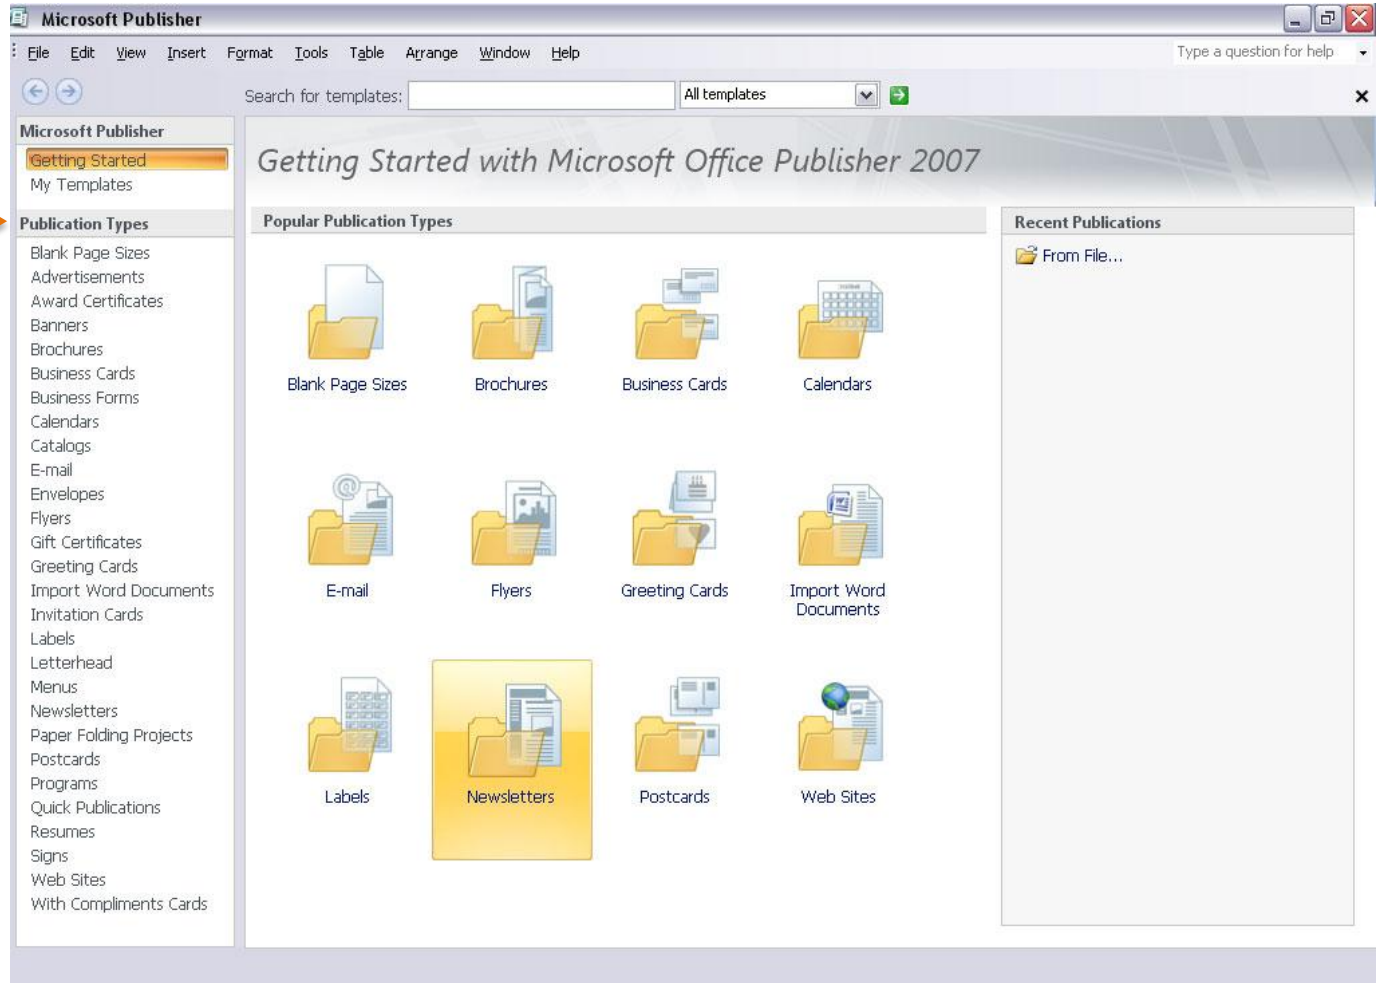 Microsoft Publisher
File Edit View Insert Format Tools Table Arrange Window Help
Type a question for help
Search for templates:
All templates
Microsoft Publisher
Getting Started
My Templates
Publication Types
Blank Page Sizes
Advertisements
Award Certificates
Banners
Brochures
Business Cards
Business Forms
Calendars
Catalogs
E-mail
Envelopes
Flyers
Gift Certificates
Greeting Cards
Import Word Documents
Invitation Cards
Labels
Letterhead
Menus
Newsletters
Paper Folding Projects
Postcards
Programs
Quick Publications
Resumes
Signs
Web Sites
With Compliments Cards
Getting Started with Microsoft Office Publisher 2007
Popular Publication Types
Blank Page Sizes
Brochures
Business Cards
Calendars
E-mail
Flyers
Greeting Cards
Import Word
Documents
Labels
Newsletters
Postcards
Web Sites
Recent Publications
From File...